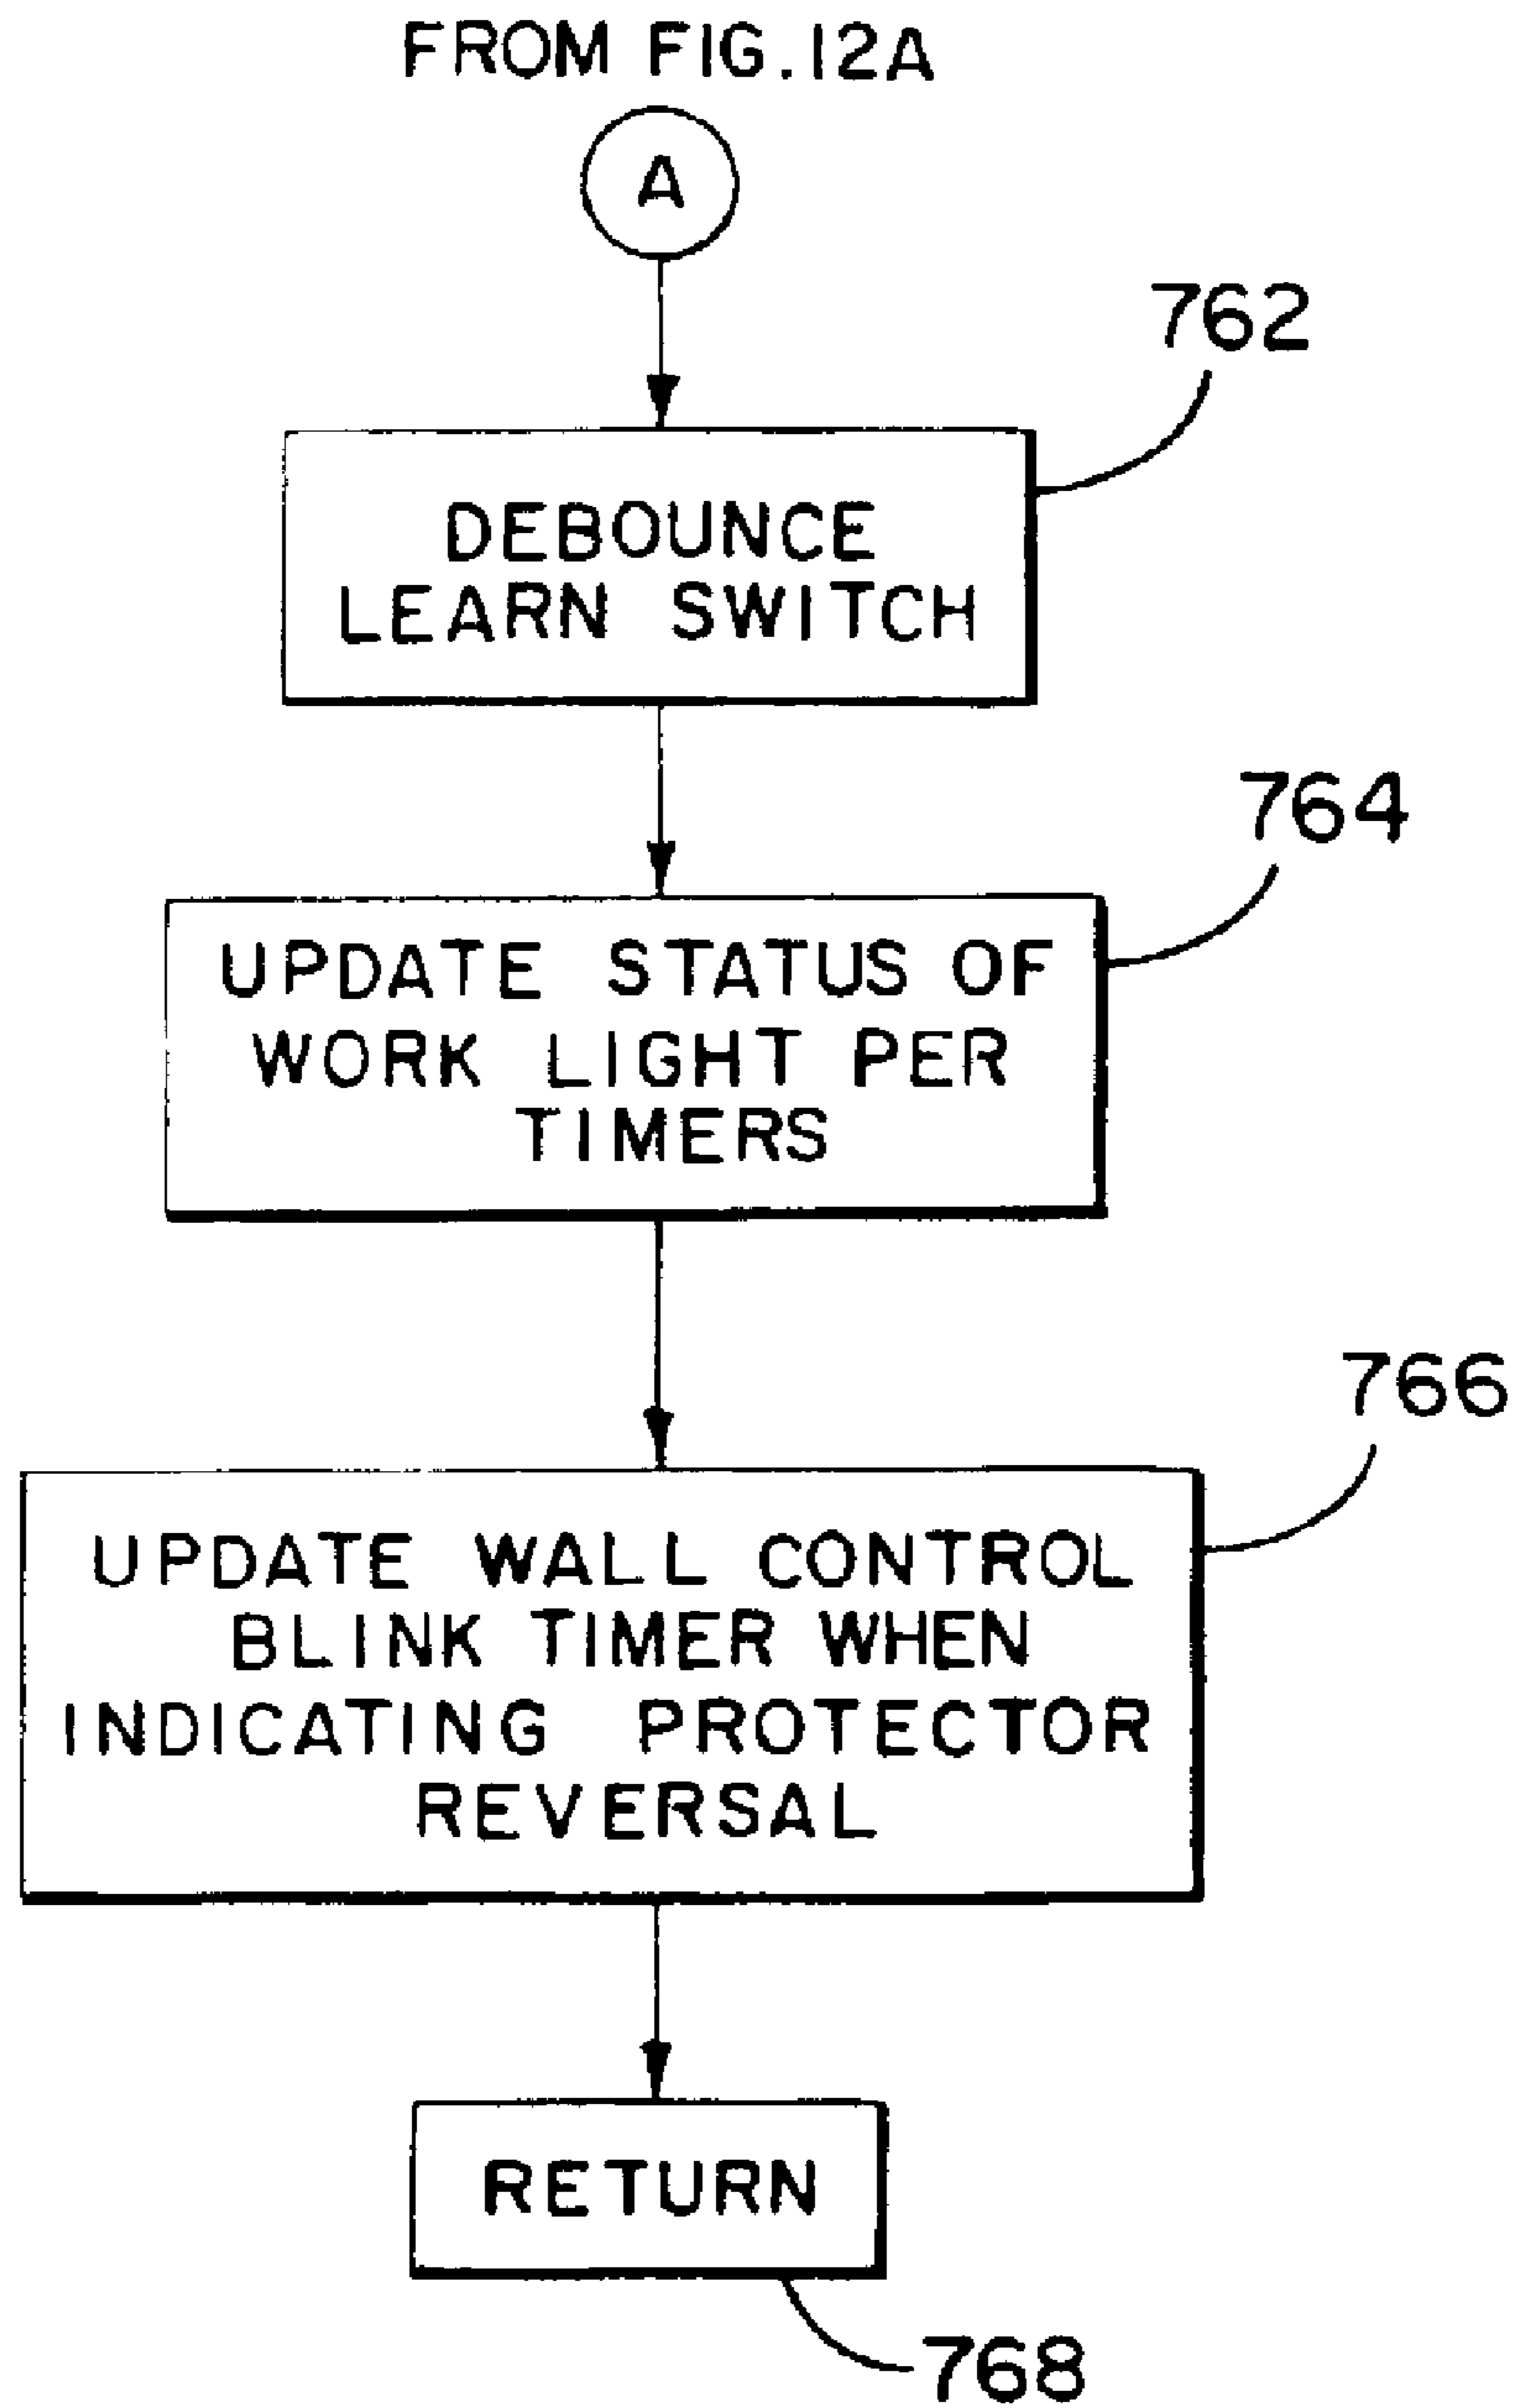 FROM FIG.12A
A
762
DEBOUNCE
LEARN SWITCH
764
UPDATE STATUS OF
WORK LIGHT PER
TIMERS
766
UPDATE WALL CONTROL
BLINK TIMER WHEN
INDICATING PROTECTOR
REVERSAL
RETURN
768